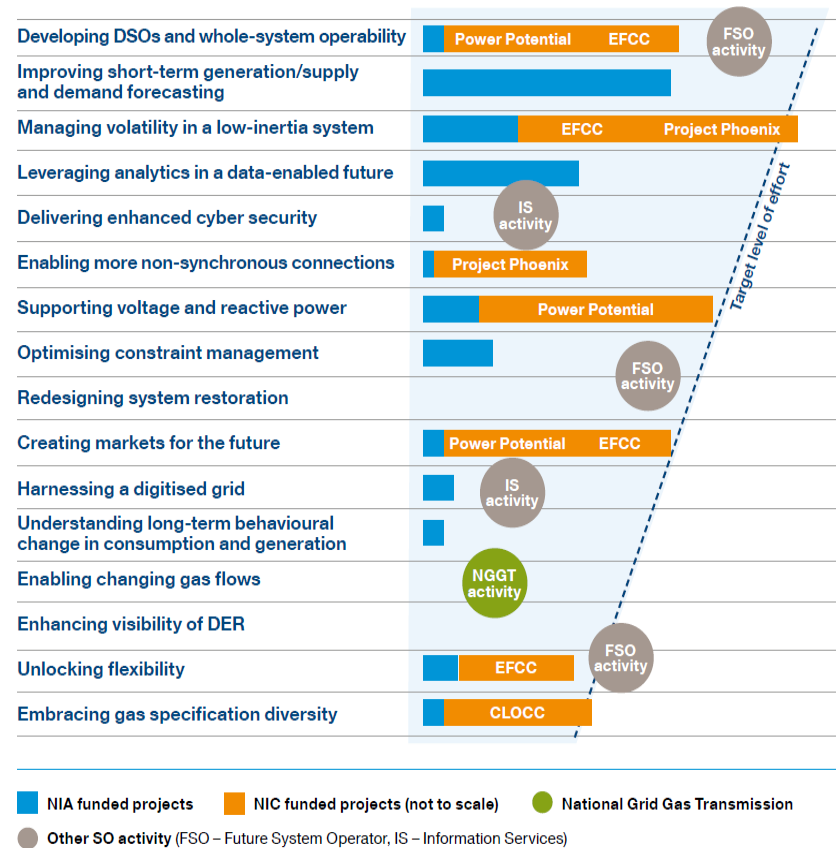 Developing DSOs and whole-system operability
Power Potential EFCC
FSO
activity
Improving short-term generation/supply
and demand forecasting
Managing volatility in a low-inertia system
EFCC Project Phoenix
Leveraging analytics in a data-enabled future
Target level of effort
Delivering enhanced cyber security
IS
activity
Enabling more non-synchronous connections
Project Phoenix
Supporting voltage and reactive power
Power Potential
Optimising constraint management
FSO
activity
Redesigning system restoration
Creating markets for the future
Power Potential EFCC
Harnessing a digitised grid
IS
activity
Understanding long-term behavioural
change in consumption and generation
Enabling changing gas flows
NGGT
activity
Enhancing visibility of DER
FSO
activity
Unlocking flexibility
EFCC
Embracing gas specification diversity
CLOCC
NIA funded projects
NIC funded projects (not to scale)
National Grid Gas Transmission
Other SO activity (FSO – Future System Operator, IS – Information Services)